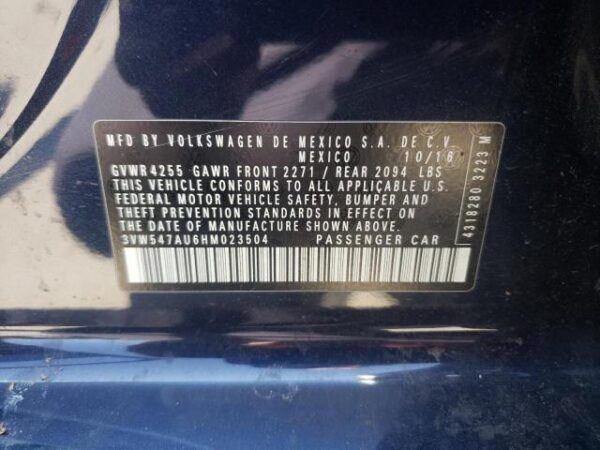 MFD BY VOLKSWAGEN DE MEXICO S.A. DE C.V
MEXICO 10/16
GVWR 4255 GAWR FRONT 2271 / REAR 2094 LBS
THIS VEHICLE CONFORMS TO ALL APPLICABLE U.S.
FEDERAL MOTOR VEHICLE SAFETY, BUMPER AND
THEFT PREVENTION STANDARDS IN EFFECT ON
THE DATE OF MANUFACTURE SHOWN ABOVE.
3VW547AU6HM023504 PASSENGER CAR
4318280 3223 M